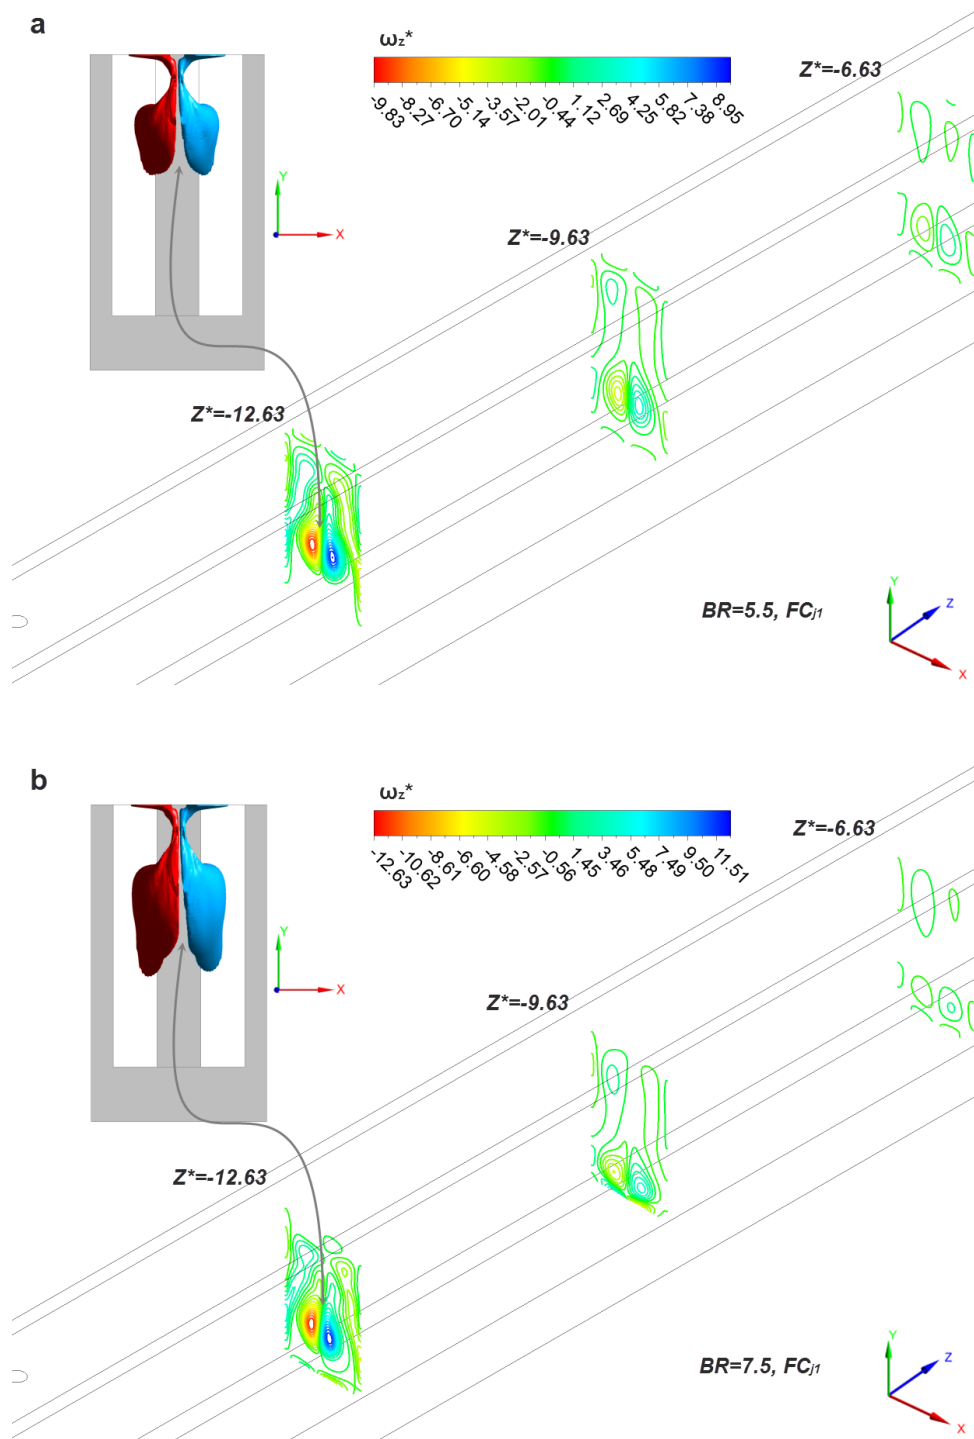 a
ωz*
-9.83 -8.27 -6.70 -5.14 -3.57 -2.01 -0.44 1.12 2.69 4.25 5.82 7.38 8.95
Z*=-6.63
Y
X
Z*=-9.63
Z*=-12.63
BR=5.5, FCj1
Y
Z
X
b
ωz*
-12.63 -10.62 -8.61 -6.60 -4.58 -2.57 -0.56 1.45 3.46 5.48 7.49 9.50 11.51
Z*=-6.63
Y
X
Z*=-9.63
Z*=-12.63
BR=7.5, FCj1
Y
Z
X